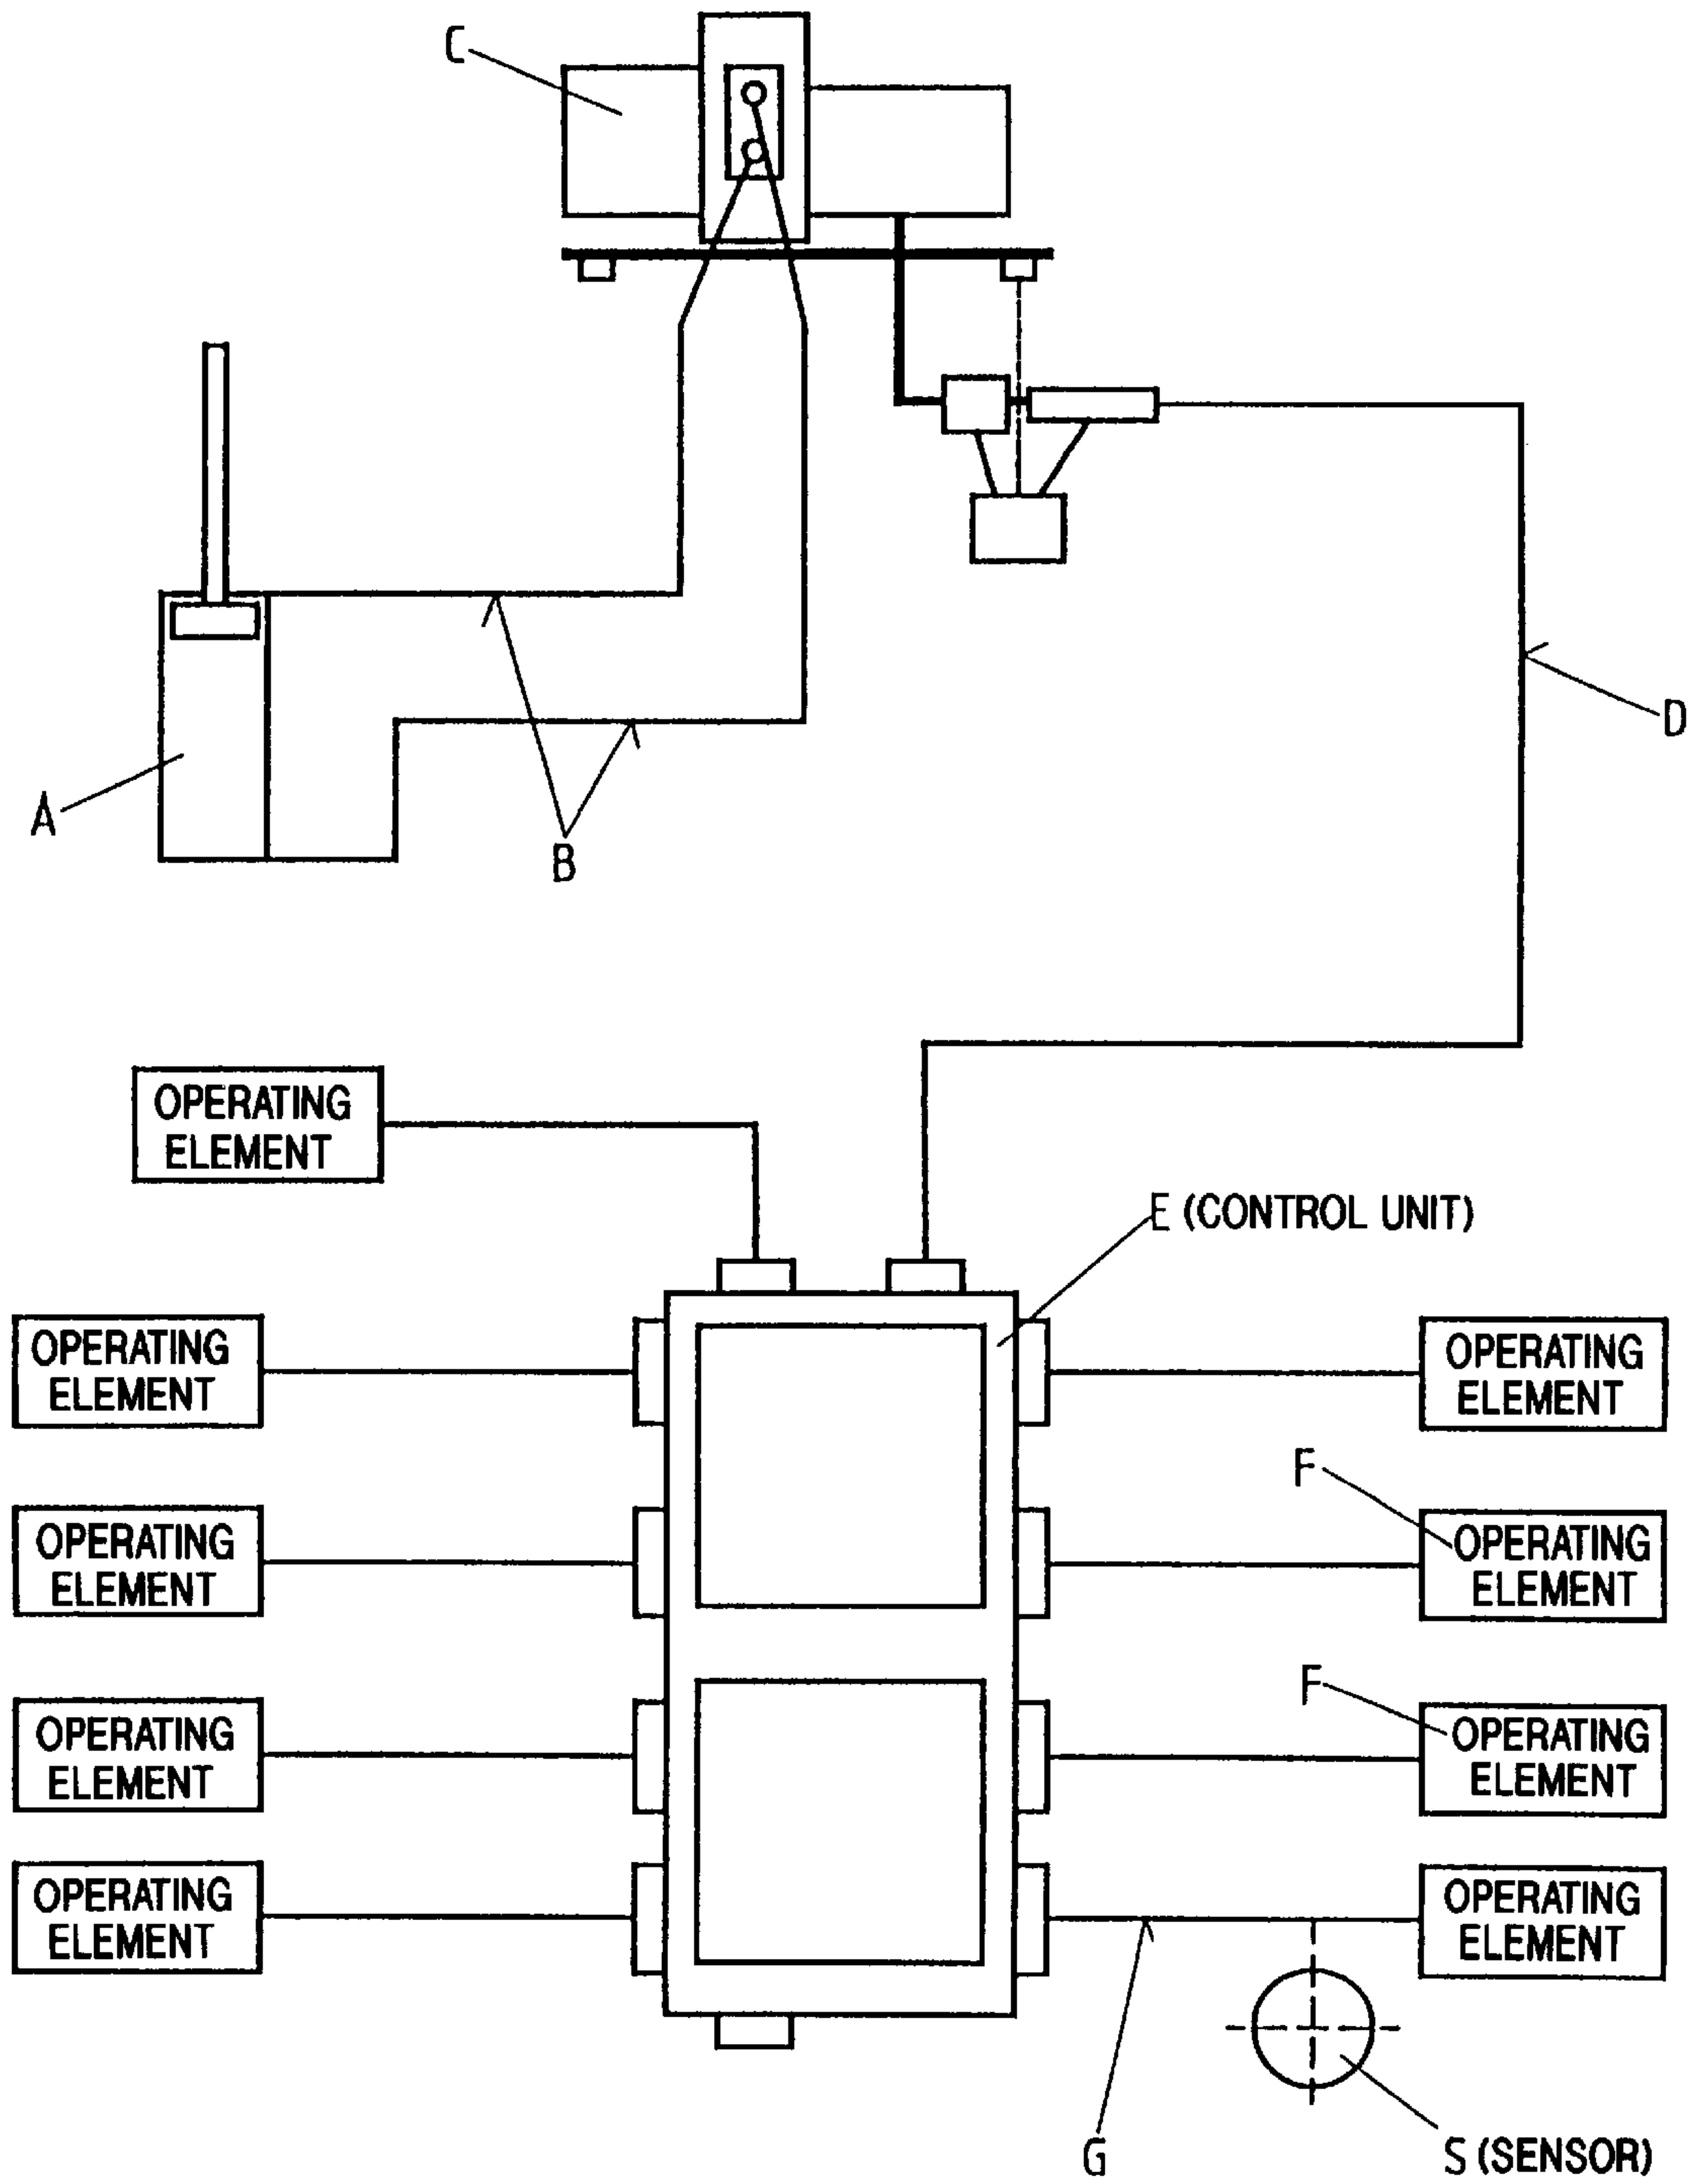 C
D
A
B
OPERATING
ELEMENT
E (CONTROL UNIT)
OPERATING
ELEMENT
OPERATING
ELEMENT
F
OPERATING
ELEMENT
OPERATING
ELEMENT
F
OPERATING
ELEMENT
OPERATING
ELEMENT
OPERATING
ELEMENT
OPERATING
ELEMENT
G
S (SENSOR)